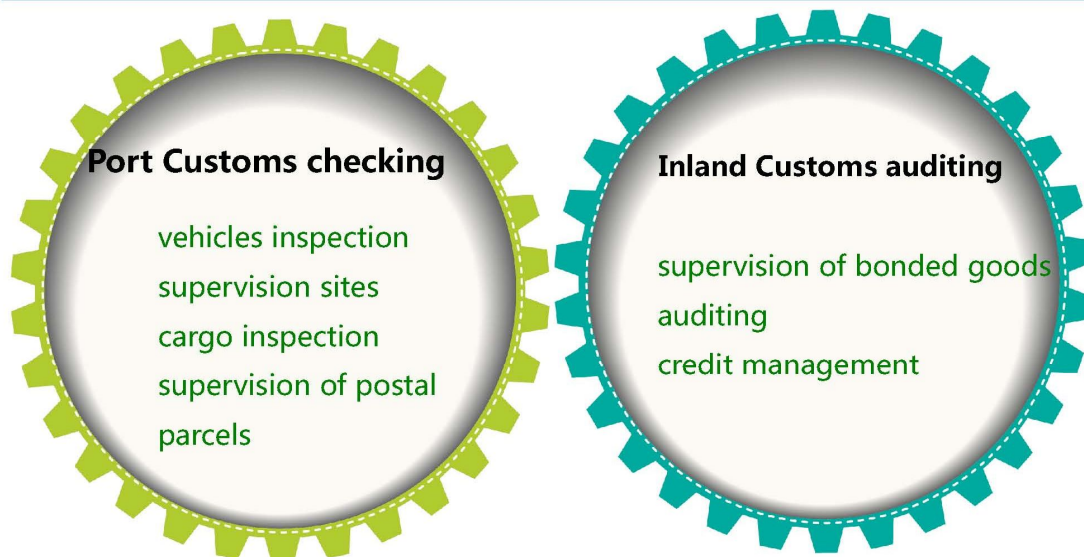 Port Customs checking
vehicles inspection
supervision sites
cargo inspection
supervision of postal
parcels
Inland Customs auditing
supervision of bonded goods
auditing
credit management